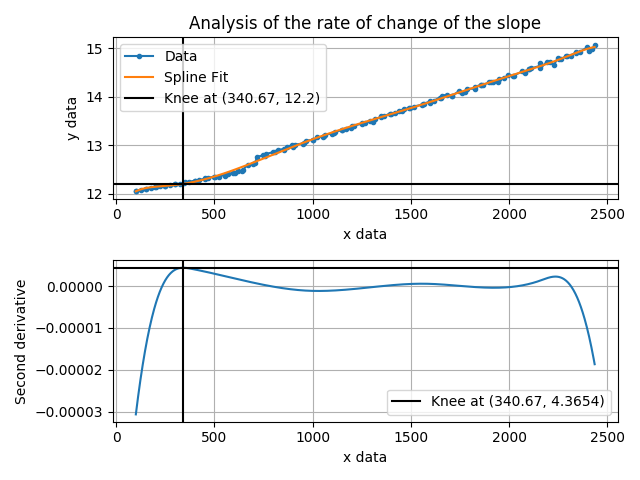 Analysis of the rate of change of the slope
15
14
13
12
y data
Data
Spline Fit
Knee at (340.67, 12.2)
0 500 1000 1500 2000 2500
x data
0.00000
−0.00001
−0.00002
−0.00003
Second derivative
Knee at (340.67, 4.3654)
0 500 1000 1500 2000 2500
x data